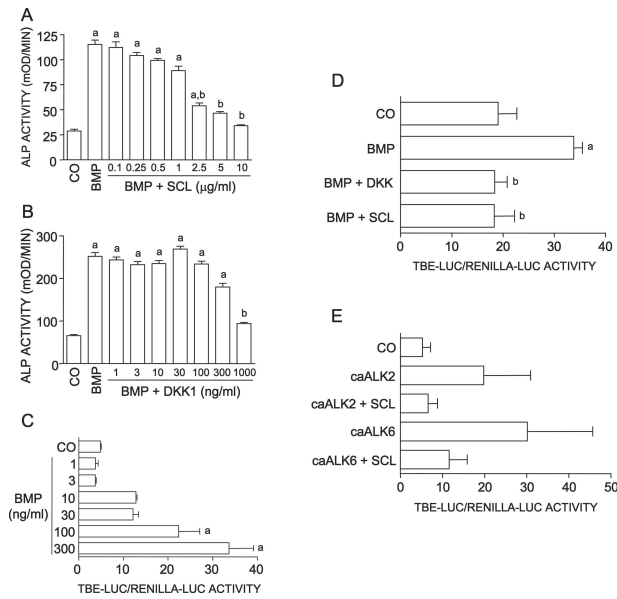 A
ALP ACTIVITY (mOD/MIN)
125
100
75
50
25
0
a
a
a
a
a
a,b
b
b
CO
BMP
0.1 0.25 0.5 1 2.5 5 10
BMP + SCL (μg/ml)
B
ALP ACTIVITY (mOD/MIN)
300
200
100
0
a
a
a
a
a
a
a
b
CO
BMP
1 3 10 30 100 300 1000
BMP + DKK1 (ng/ml)
C
CO
1
3
BMP
(ng/ml)
10
30
100
300
a
a
0 10 20 30 40
TBE-LUC/RENILLA-LUC ACTIVITY
D
CO
BMP
a
BMP + DKK
b
BMP + SCL
b
0 10 20 30 40
TBE-LUC/RENILLA-LUC ACTIVITY
E
CO
caALK2
caALK2 + SCL
caALK6
caALK6 + SCL
0 10 20 30 40 50
TBE-LUC/RENILLA-LUC ACTIVITY